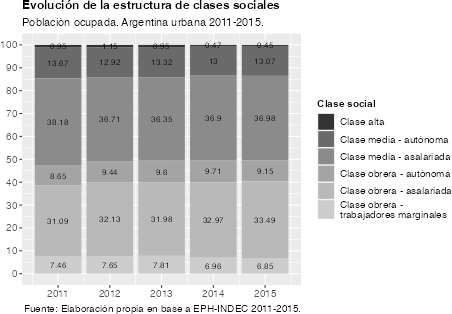 Evolución de la estructura de clases sociales
Población ocupada. Argentina urbana 2011-2015.
100
90
80
70
60
50
40
30
20
10
0
0.95 1.15 0.95 0.47 0.45
13.67 12.92 13.32 13 13.07
38.18 36.71 36.35 36.9 36.98
8.65 9.44 9.6 9.71 9.15
31.09 32.13 31.98 32.97 33.49
7.46 7.65 7.81 6.96 6.85
2011 2012 2013 2014 2015
Clase social
Clase alta
Clase media - autónoma
Clase media - asalariada
Clase obrera - autónoma
Clase obrera - asalariada
Clase obrera -
trabajadores marginales
Fuente: Elaboración propia en base a EPH-INDEC 2011-2015.